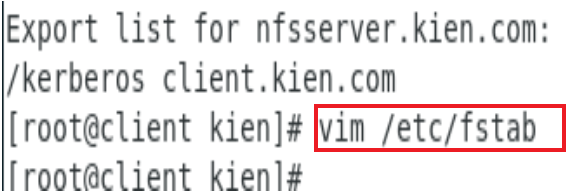 Export list for nfsserver.kien.com:
/kerberos client.kien.com
[root@client kien]# vim /etc/fstab
[root@client kien]#